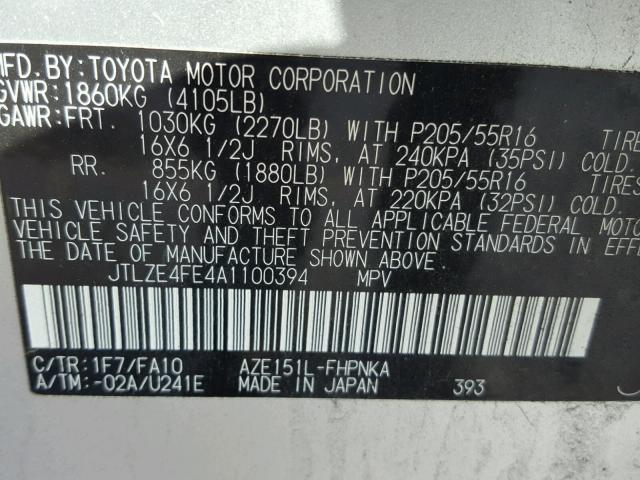 MFD. BY: TOYOTA MOTOR CORPORATION
GVWR: 1860KG (4105LB)
GAWR: FRT. 1030KG (2270LB) WITH P205/55R16 TIRE
16X6 1/2J RIMS, AT 240KPA (35PSI) COLD.
RR. 855KG (1880LB) WITH P205/55R16 TIRES
16X6 1/2J RIMS, AT 220KPA (32PSI) COLD.
THIS VEHICLE CONFORMS TO ALL APPLICABLE FEDERAL MOTO
VEHICLE SAFETY AND THEFT PREVENTION STANDARDS IN EFFE
THE DATE OF MANUFACTURE SHOWN ABOVE.
JTLZE4FE4A1100394 MPV
C/TR: 1F7/FA10 AZE151L-FHPNKA
A/TM: -02A/U241E MADE IN JAPAN 393